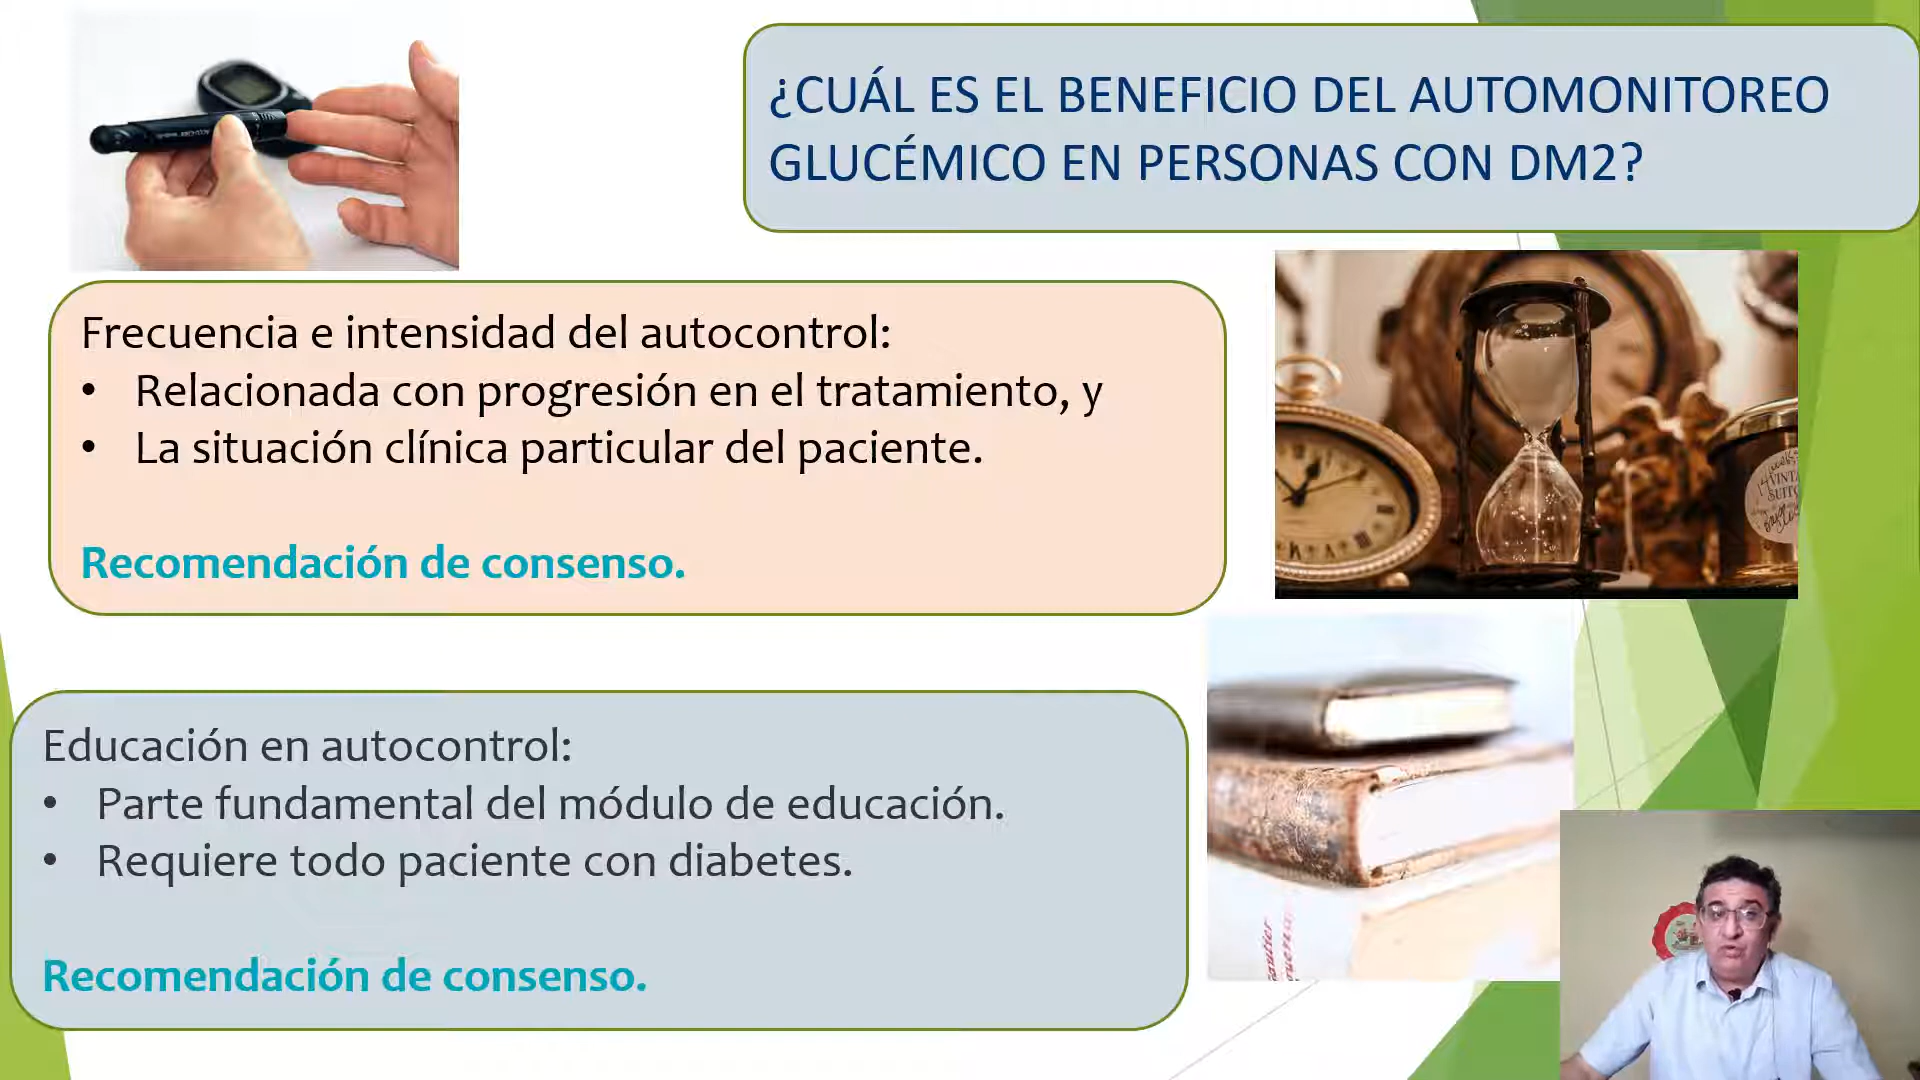 ¿CUÁL ES EL BENEFICIO DEL AUTOMONITOREO
GLUCÉMICO EN PERSONAS CON DM2?
Frecuencia e intensidad del autocontrol:
• Relacionada con progresión en el tratamiento, y
• La situación clínica particular del paciente.
Recomendación de consenso.
Educación en autocontrol:
• Parte fundamental del módulo de educación.
• Requiere todo paciente con diabetes.
Recomendación de consenso.